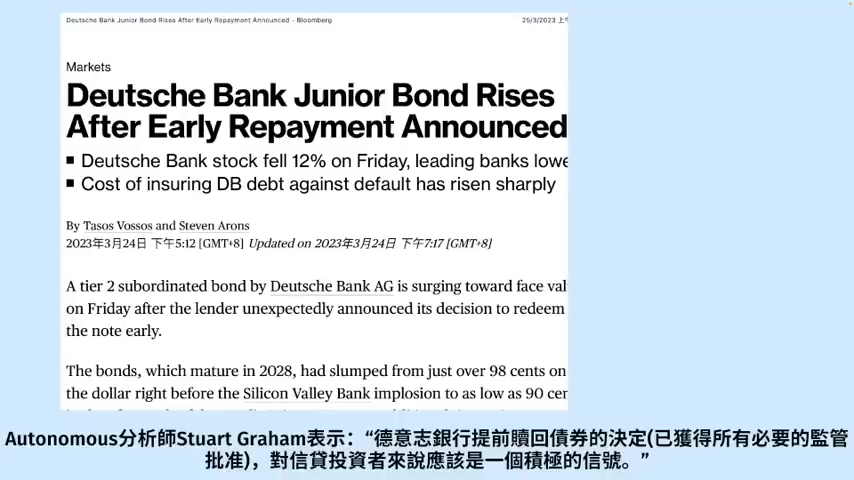 Deutsche Bank Junior Bond Rises After Early Repayment Announced - Bloomberg
25/3/2023 上午
Markets
Deutsche Bank Junior Bond Rises
After Early Repayment Announced
▪ Deutsche Bank stock fell 12% on Friday, leading banks lowe
▪ Cost of insuring DB debt against default has risen sharply
By Tasos Vossos and Steven Arons
2023年3月24日 下午5:12 [GMT+8] Updated on 2023年3月24日 下午7:17 [GMT+8]
A tier 2 subordinated bond by Deutsche Bank AG is surging toward face val
on Friday after the lender unexpectedly announced its decision to redeem
the note early.
The bonds, which mature in 2028, had slumped from just over 98 cents on
the dollar right before the Silicon Valley Bank implosion to as low as 90 cen
Autonomous分析師Stuart Graham表示：“德意志銀行提前贖回債券的決定(已獲得所有必要的監管
批准)，對信貸投資者來說應該是一個積極的信號。”